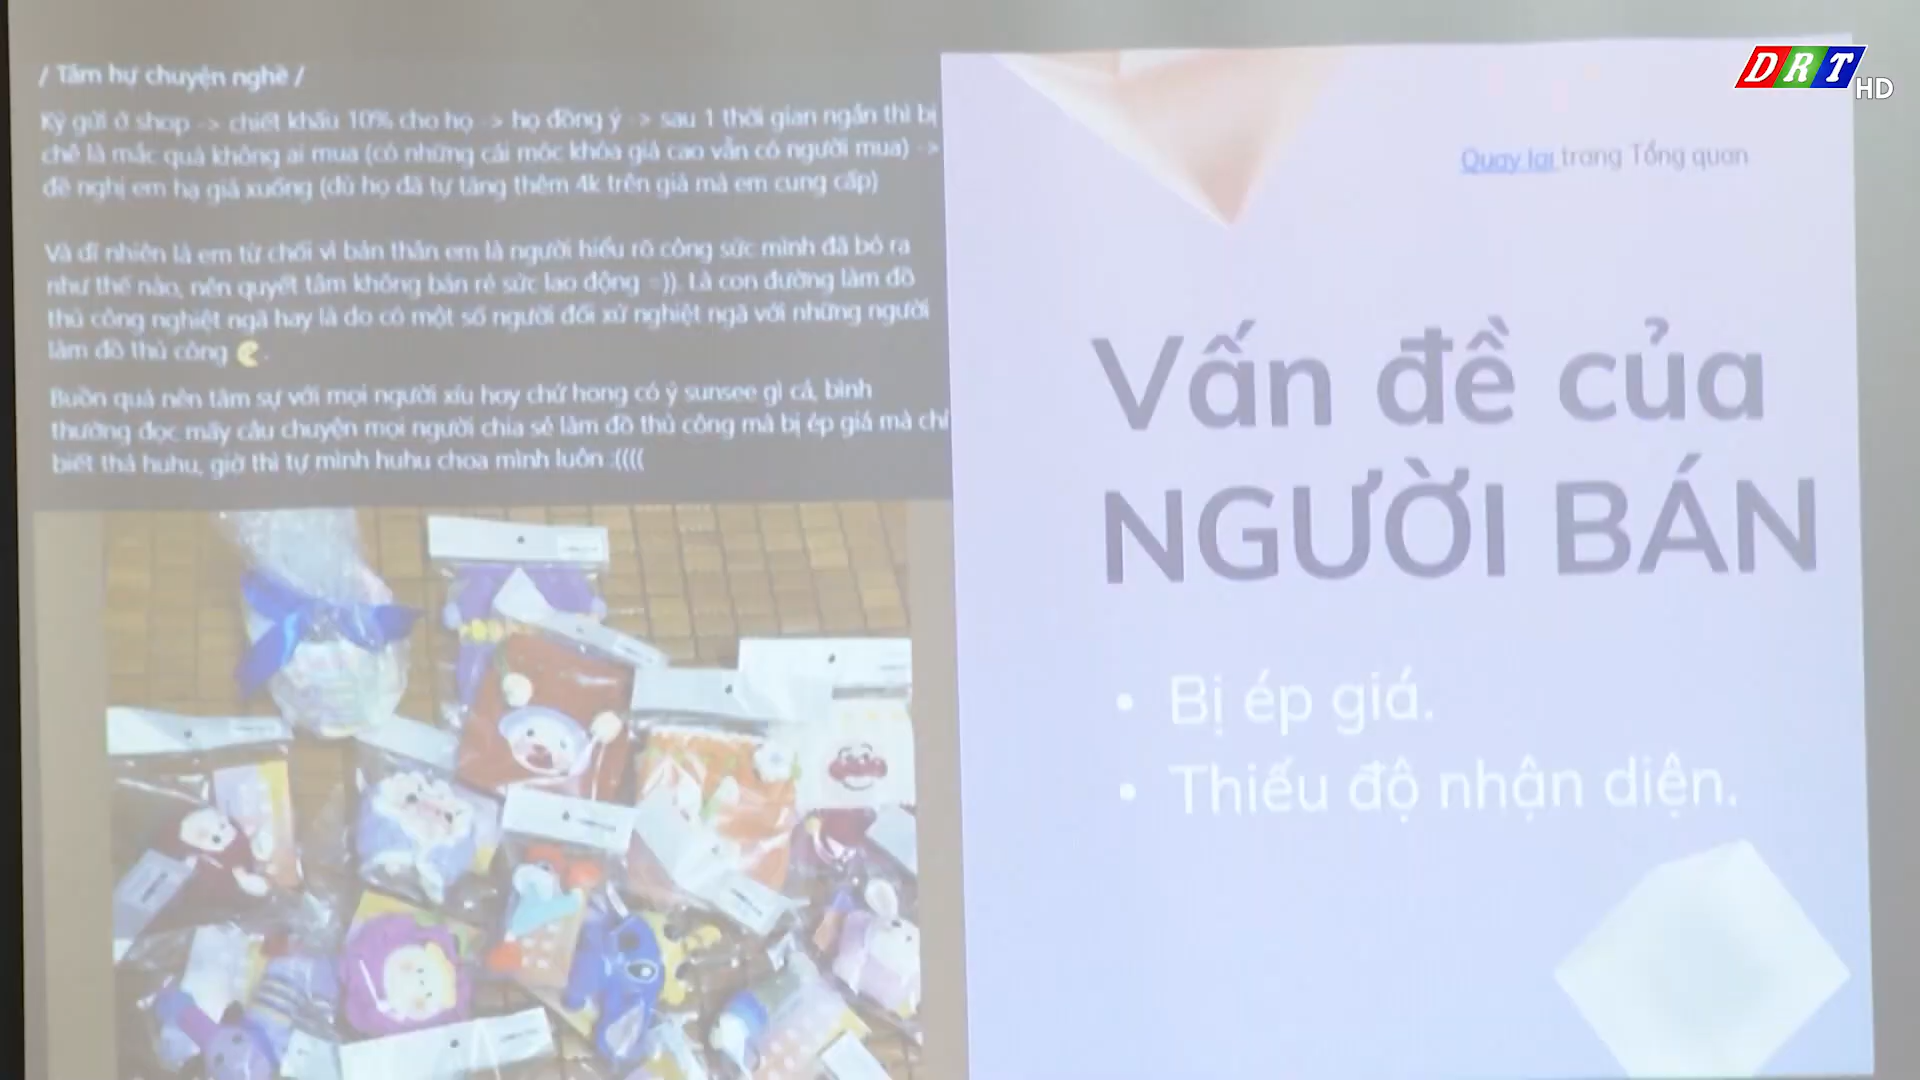 / Tâm hự chuyện nghề /
Ký gửi ở shop -> chiết khấu 10% cho họ -> họ đồng ý -> sau 1 thời gian ngắn thì bị
chê là mắc quá không ai mua (có những cái móc khóa giá cao vẫn có người mua) ->
đề nghị em hạ giá xuống (dù họ đã tự tăng thêm 4k trên giá mà em cung cấp)
Và dĩ nhiên là em từ chối vì bản thân em là người hiểu rõ công sức mình đã bỏ ra
như thế nào, nên quyết tâm không bán rẻ sức lao động =)). Là con đường làm đồ
thủ công nghiệt ngã hay là do có một số người đối xử nghiệt ngã với những người
làm đồ thủ công .
Buồn quá nên tâm sự với mọi người xíu hoy chứ hong có ý sunsee gì cả, bình
thường đọc mấy câu chuyện mọi người chia sẻ làm đồ thủ công mà bị ép giá mà chỉ
biết thả huhu, giờ thì tự mình huhu choa mình luôn :((((
DRT HD
Quay lại trang Tổng quan
Vấn đề của
NGƯỜI BÁN
• Bị ép giá.
• Thiếu độ nhận diện.